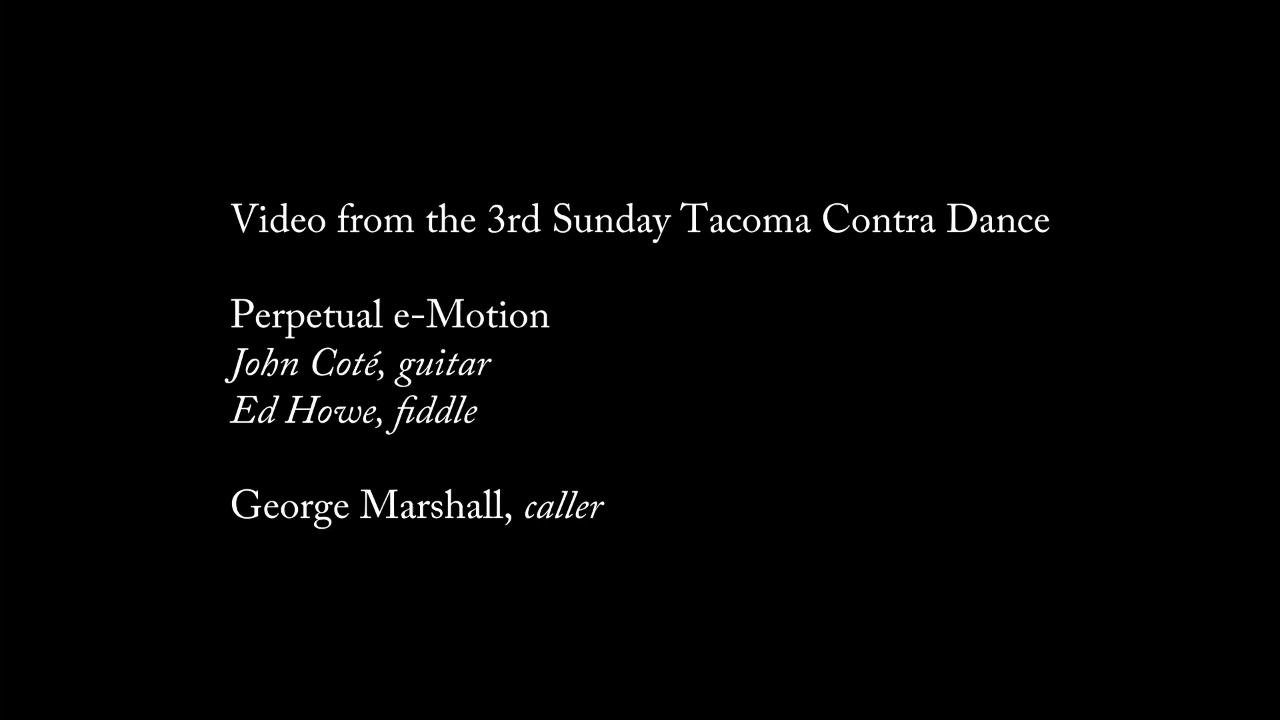 Video from the 3rd Sunday Tacoma Contra Dance
Perpetual e-Motion
John Coté, guitar
Ed Howe, fiddle
George Marshall, caller